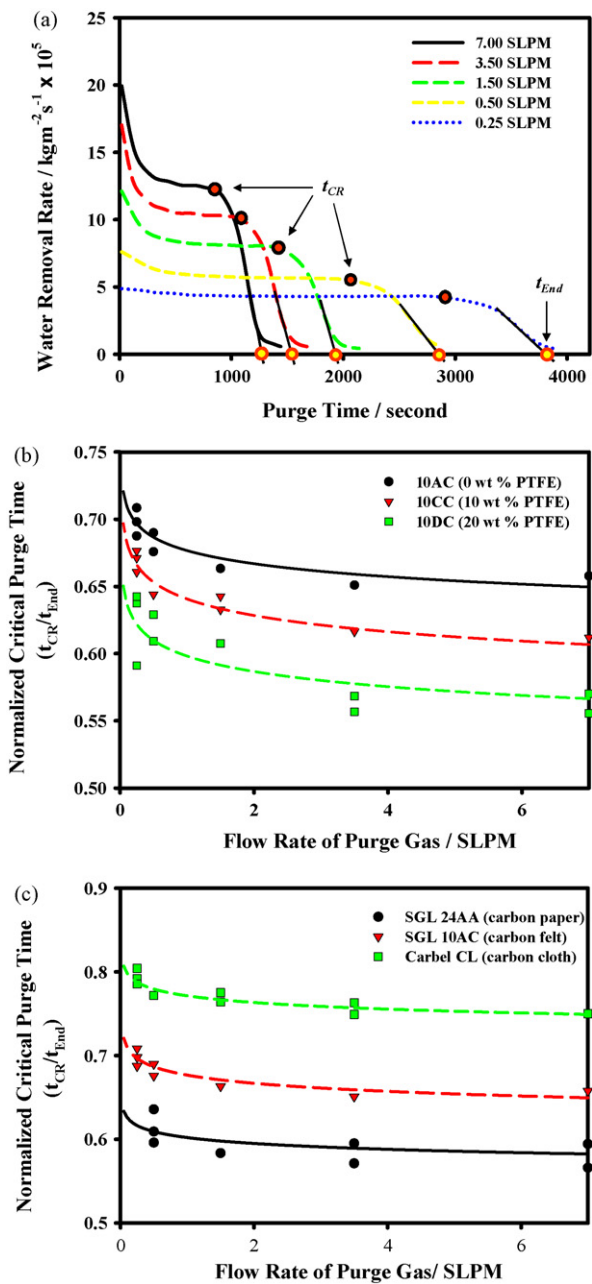 (a)
25
20
15
10
5
0
Water Removal Rate / kgm⁻²s⁻¹ x 10⁵
7.00 SLPM
3.50 SLPM
1.50 SLPM
0.50 SLPM
0.25 SLPM
t_CR
t_End
0 1000 2000 3000 4000
Purge Time / second
(b)
0.75
0.70
0.65
0.60
0.55
0.50
Normalized Critical Purge Time
(t_CR/t_End)
10AC (0 wt % PTFE)
10CC (10 wt % PTFE)
10DC (20 wt % PTFE)
0 2 4 6
Flow Rate of Purge Gas / SLPM
(c)
0.9
0.8
0.7
0.6
0.5
Normalized Critical Purge Time
(t_CR/t_End)
SGL 24AA (carbon paper)
SGL 10AC (carbon felt)
Carbel CL (carbon cloth)
0 2 4 6
Flow Rate of Purge Gas/ SLPM